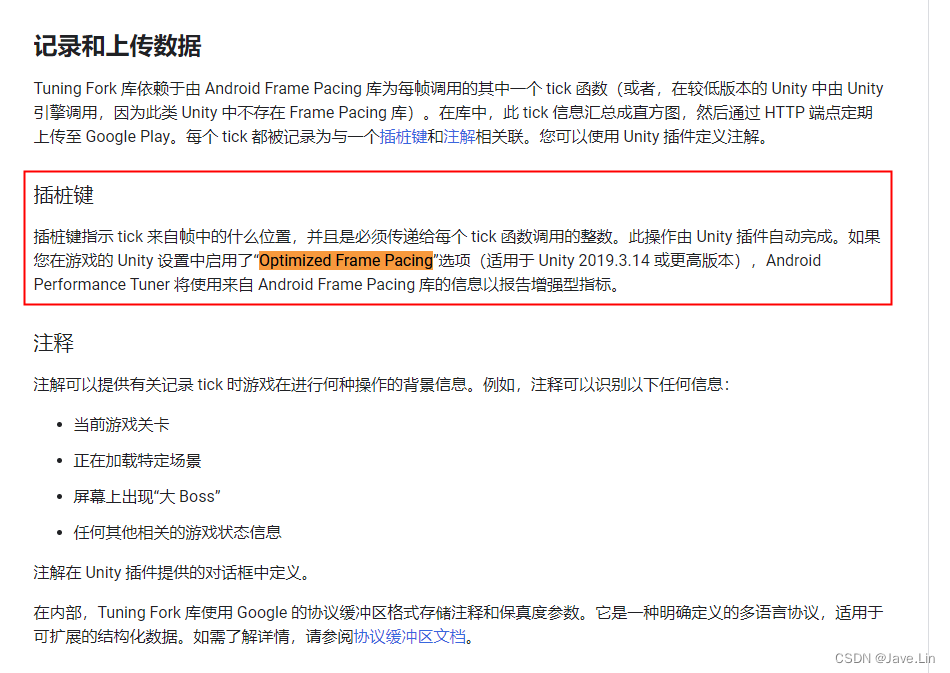 记录和上传数据
Tuning Fork 库依赖于由 Android Frame Pacing 库为每帧调用的其中一个 tick 函数（或者，在较低版本的 Unity 中由 Unity
引擎调用，因为此类 Unity 中不存在 Frame Pacing 库）。在库中，此 tick 信息汇总成直方图，然后通过 HTTP 端点定期
上传至 Google Play。每个 tick 都被记录为与一个插桩键和注解相关联。您可以使用 Unity 插件定义注解。
插桩键
插桩键指示 tick 来自帧中的什么位置，并且是必须传递给每个 tick 函数调用的整数。此操作由 Unity 插件自动完成。如果
您在游戏的 Unity 设置中启用了“Optimized Frame Pacing”选项（适用于 Unity 2019.3.14 或更高版本），Android
Performance Tuner 将使用来自 Android Frame Pacing 库的信息以报告增强型指标。
注释
注解可以提供有关记录 tick 时游戏在进行何种操作的背景信息。例如，注释可以识别以下任何信息：
• 当前游戏关卡
• 正在加载特定场景
• 屏幕上出现“大 Boss”
• 任何其他相关的游戏状态信息
注解在 Unity 插件提供的对话框中定义。
在内部，Tuning Fork 库使用 Google 的协议缓冲区格式存储注释和保真度参数。它是一种明确定义的多语言协议，适用于
可扩展的结构化数据。如需了解详情，请参阅协议缓冲区文档。
CSDN @Jave.Lin